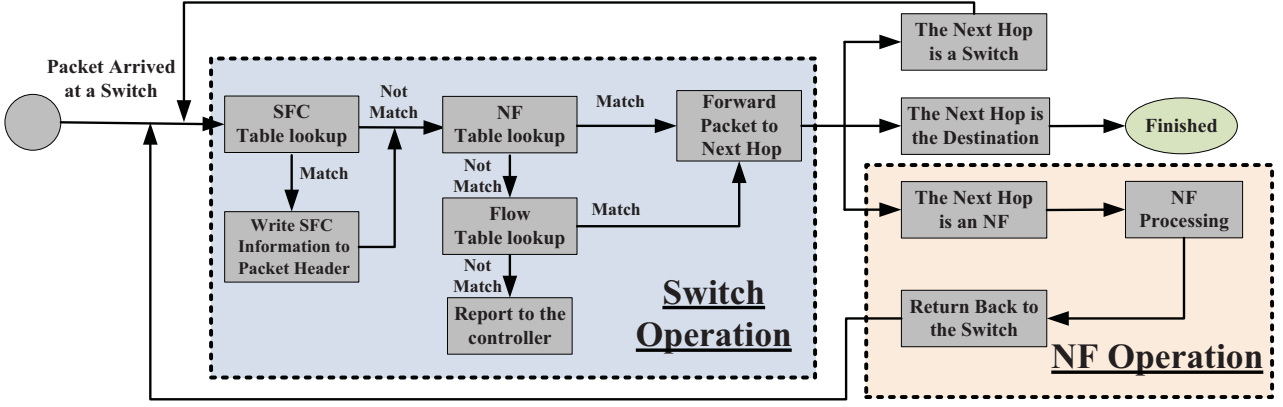 Packet Arrived
at a Switch
SFC
Table lookup
Not
Match
NF
Table lookup
Match
Forward
Packet to
Next Hop
Match
Write SFC
Information to
Packet Header
Not
Match
Flow
Table lookup
Match
Not
Match
Report to the
controller
Switch
Operation
The Next Hop
is a Switch
The Next Hop is
the Destination
Finished
The Next Hop
is an NF
NF
Processing
Return Back to
the Switch
NF Operation